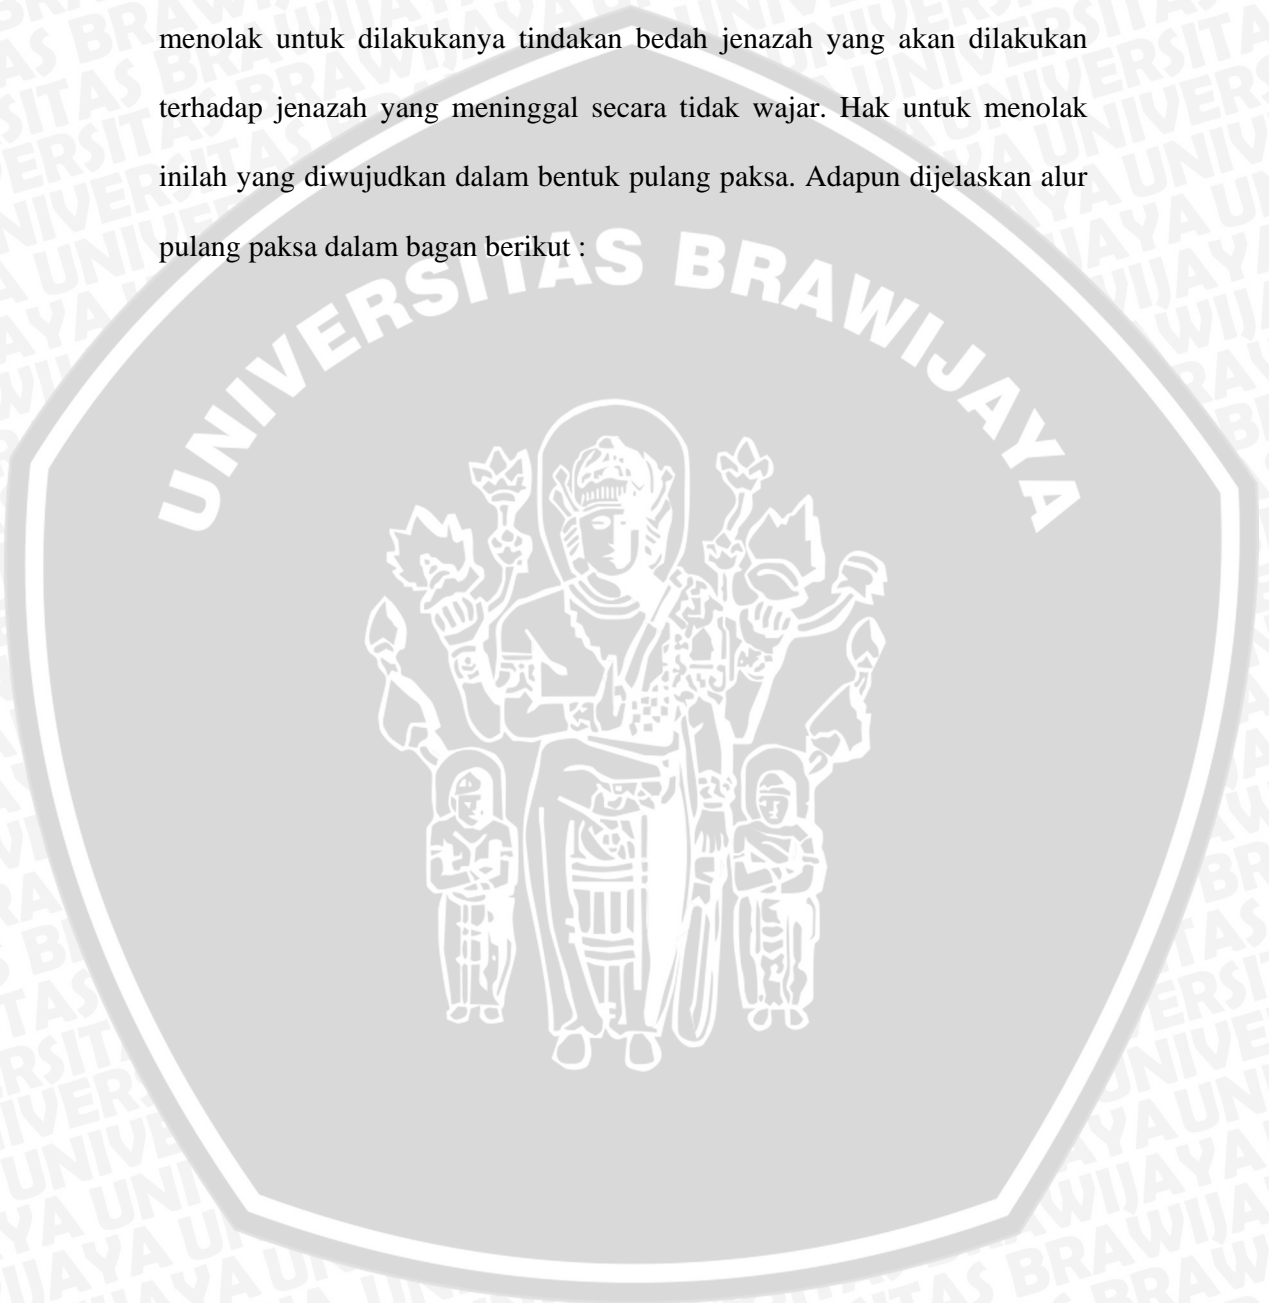 menolak untuk dilakukanya tindakan bedah jenazah yang akan dilakukan
terhadap jenazah yang meninggal secara tidak wajar. Hak untuk menolak
inilah yang diwujudkan dalam bentuk pulang paksa. Adapun dijelaskan alur
pulang paksa dalam bagan berikut :
UNIVERSITAS BRAWIJAYA